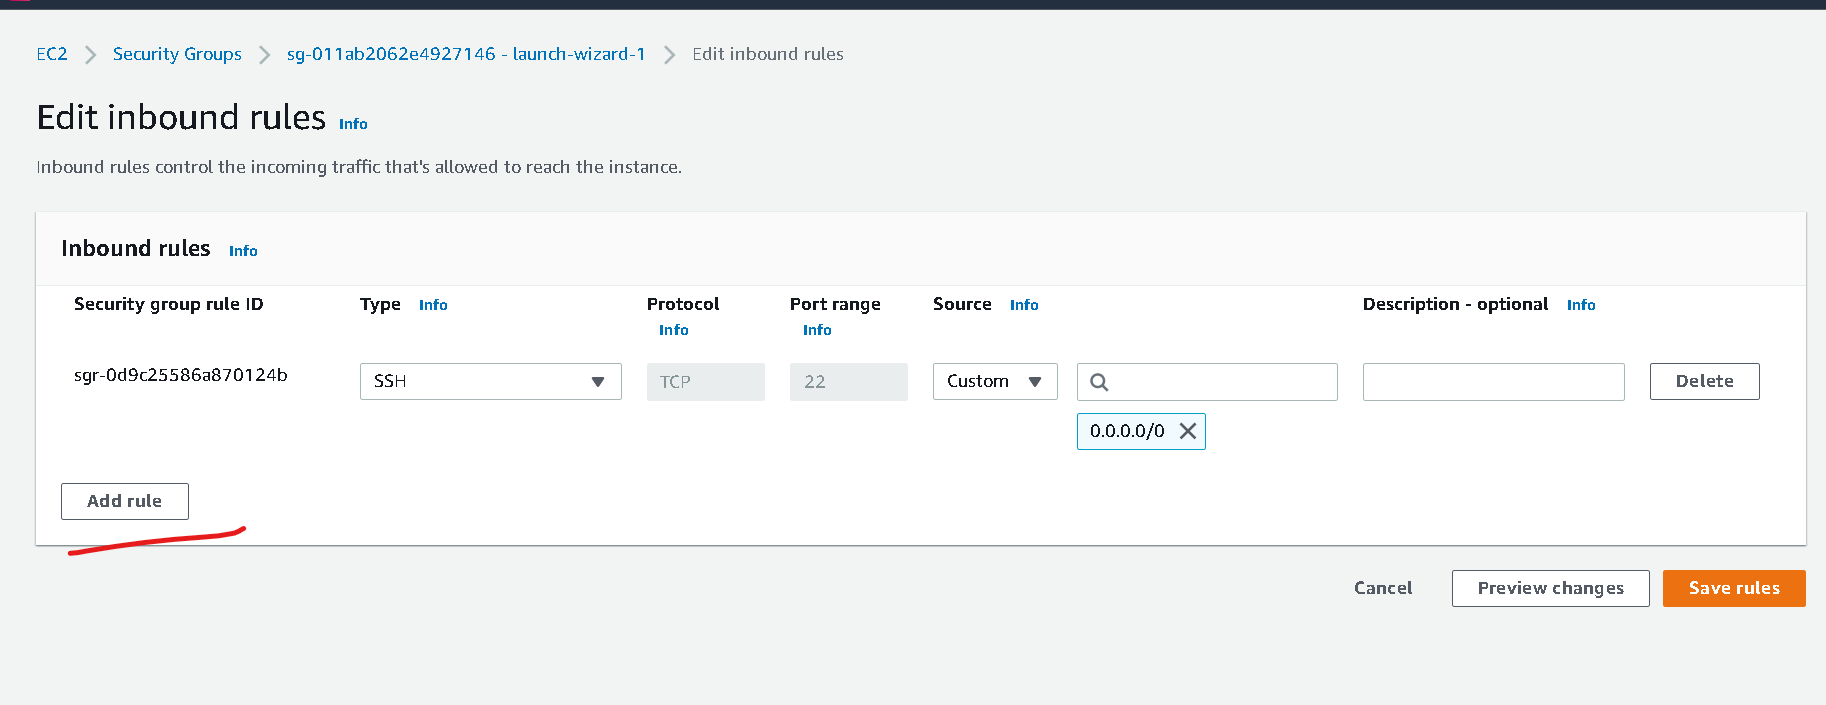 EC2 > Security Groups > sg-011ab2062e4927146 - launch-wizard-1 > Edit inbound rules
Edit inbound rules Info
Inbound rules control the incoming traffic that's allowed to reach the instance.
Inbound rules Info
Security group rule ID Type Info Protocol Info Port range Info Source Info Description - optional Info
sgr-0d9c25586a870124b SSH TCP 22 Custom Delete
0.0.0.0/0
Add rule
Cancel Preview changes Save rules